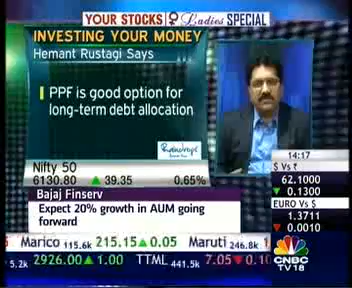 YOUR STOCKS Ladies SPECIAL
INVESTING YOUR MONEY
Hemant Rustagi Says
PPF is good option for
long-term debt allocation
Raindrops
Nifty 50
6130.80 ▲ 39.35 0.65%
Bajaj Finserv
Expect 20% growth in AUM going
forward
14:17
$ Vs ₹
62.1000
▼ 0.1300
EURO Vs $
1.3711
▼ 0.0010
Marico 115.6k 215.15 ▲ 0.05 Maruti 246.8k
5.2k 2926.00 ▲ 1.00 TTML 441.5k 7.05 ▼ 0.10
CNBC
TV18